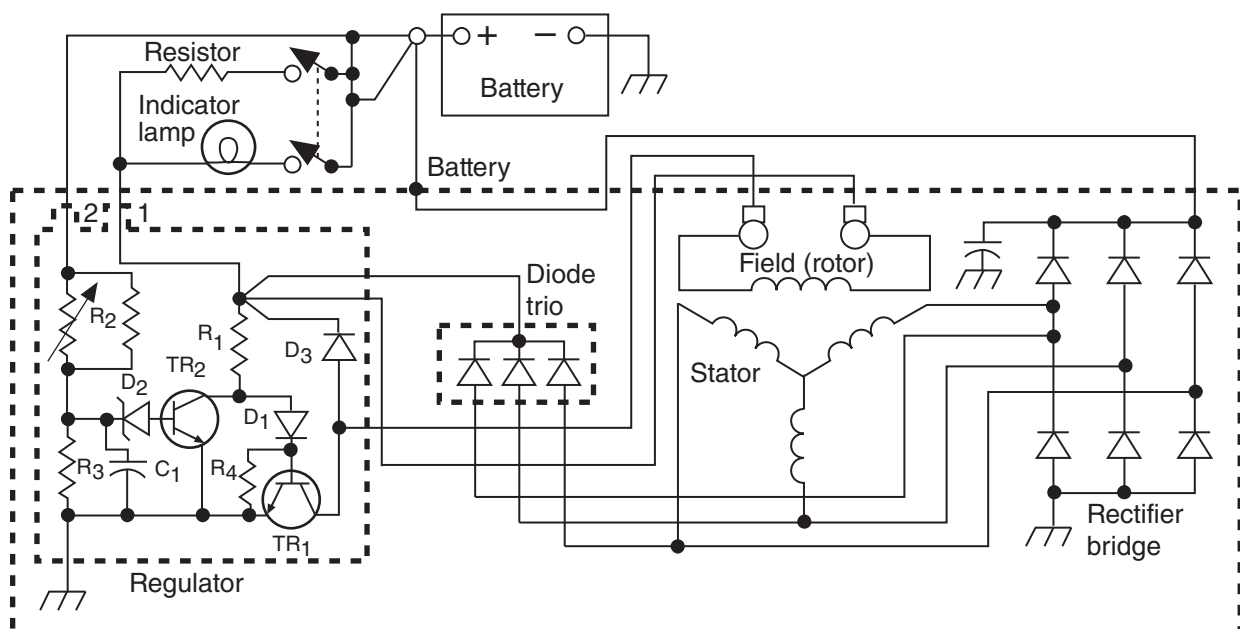 + −
Battery
Resistor
Indicator
lamp
Battery
2 1
Field (rotor)
Diode
trio
R2
R1
D3
D2
TR2
Stator
D1
R3
C1
R4
TR1
Rectifier
bridge
Regulator